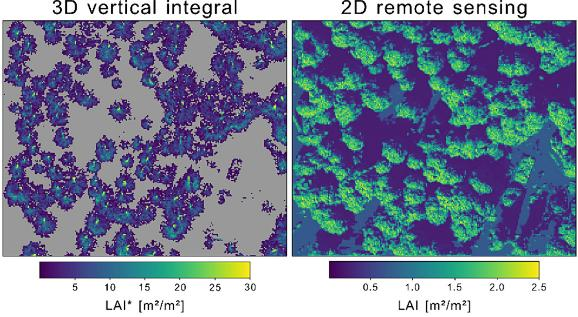 3D vertical integral
2D remote sensing
5 10 15 20 25 30
LAI* [m²/m²]
0.5 1.0 1.5 2.0 2.5
LAI [m²/m²]